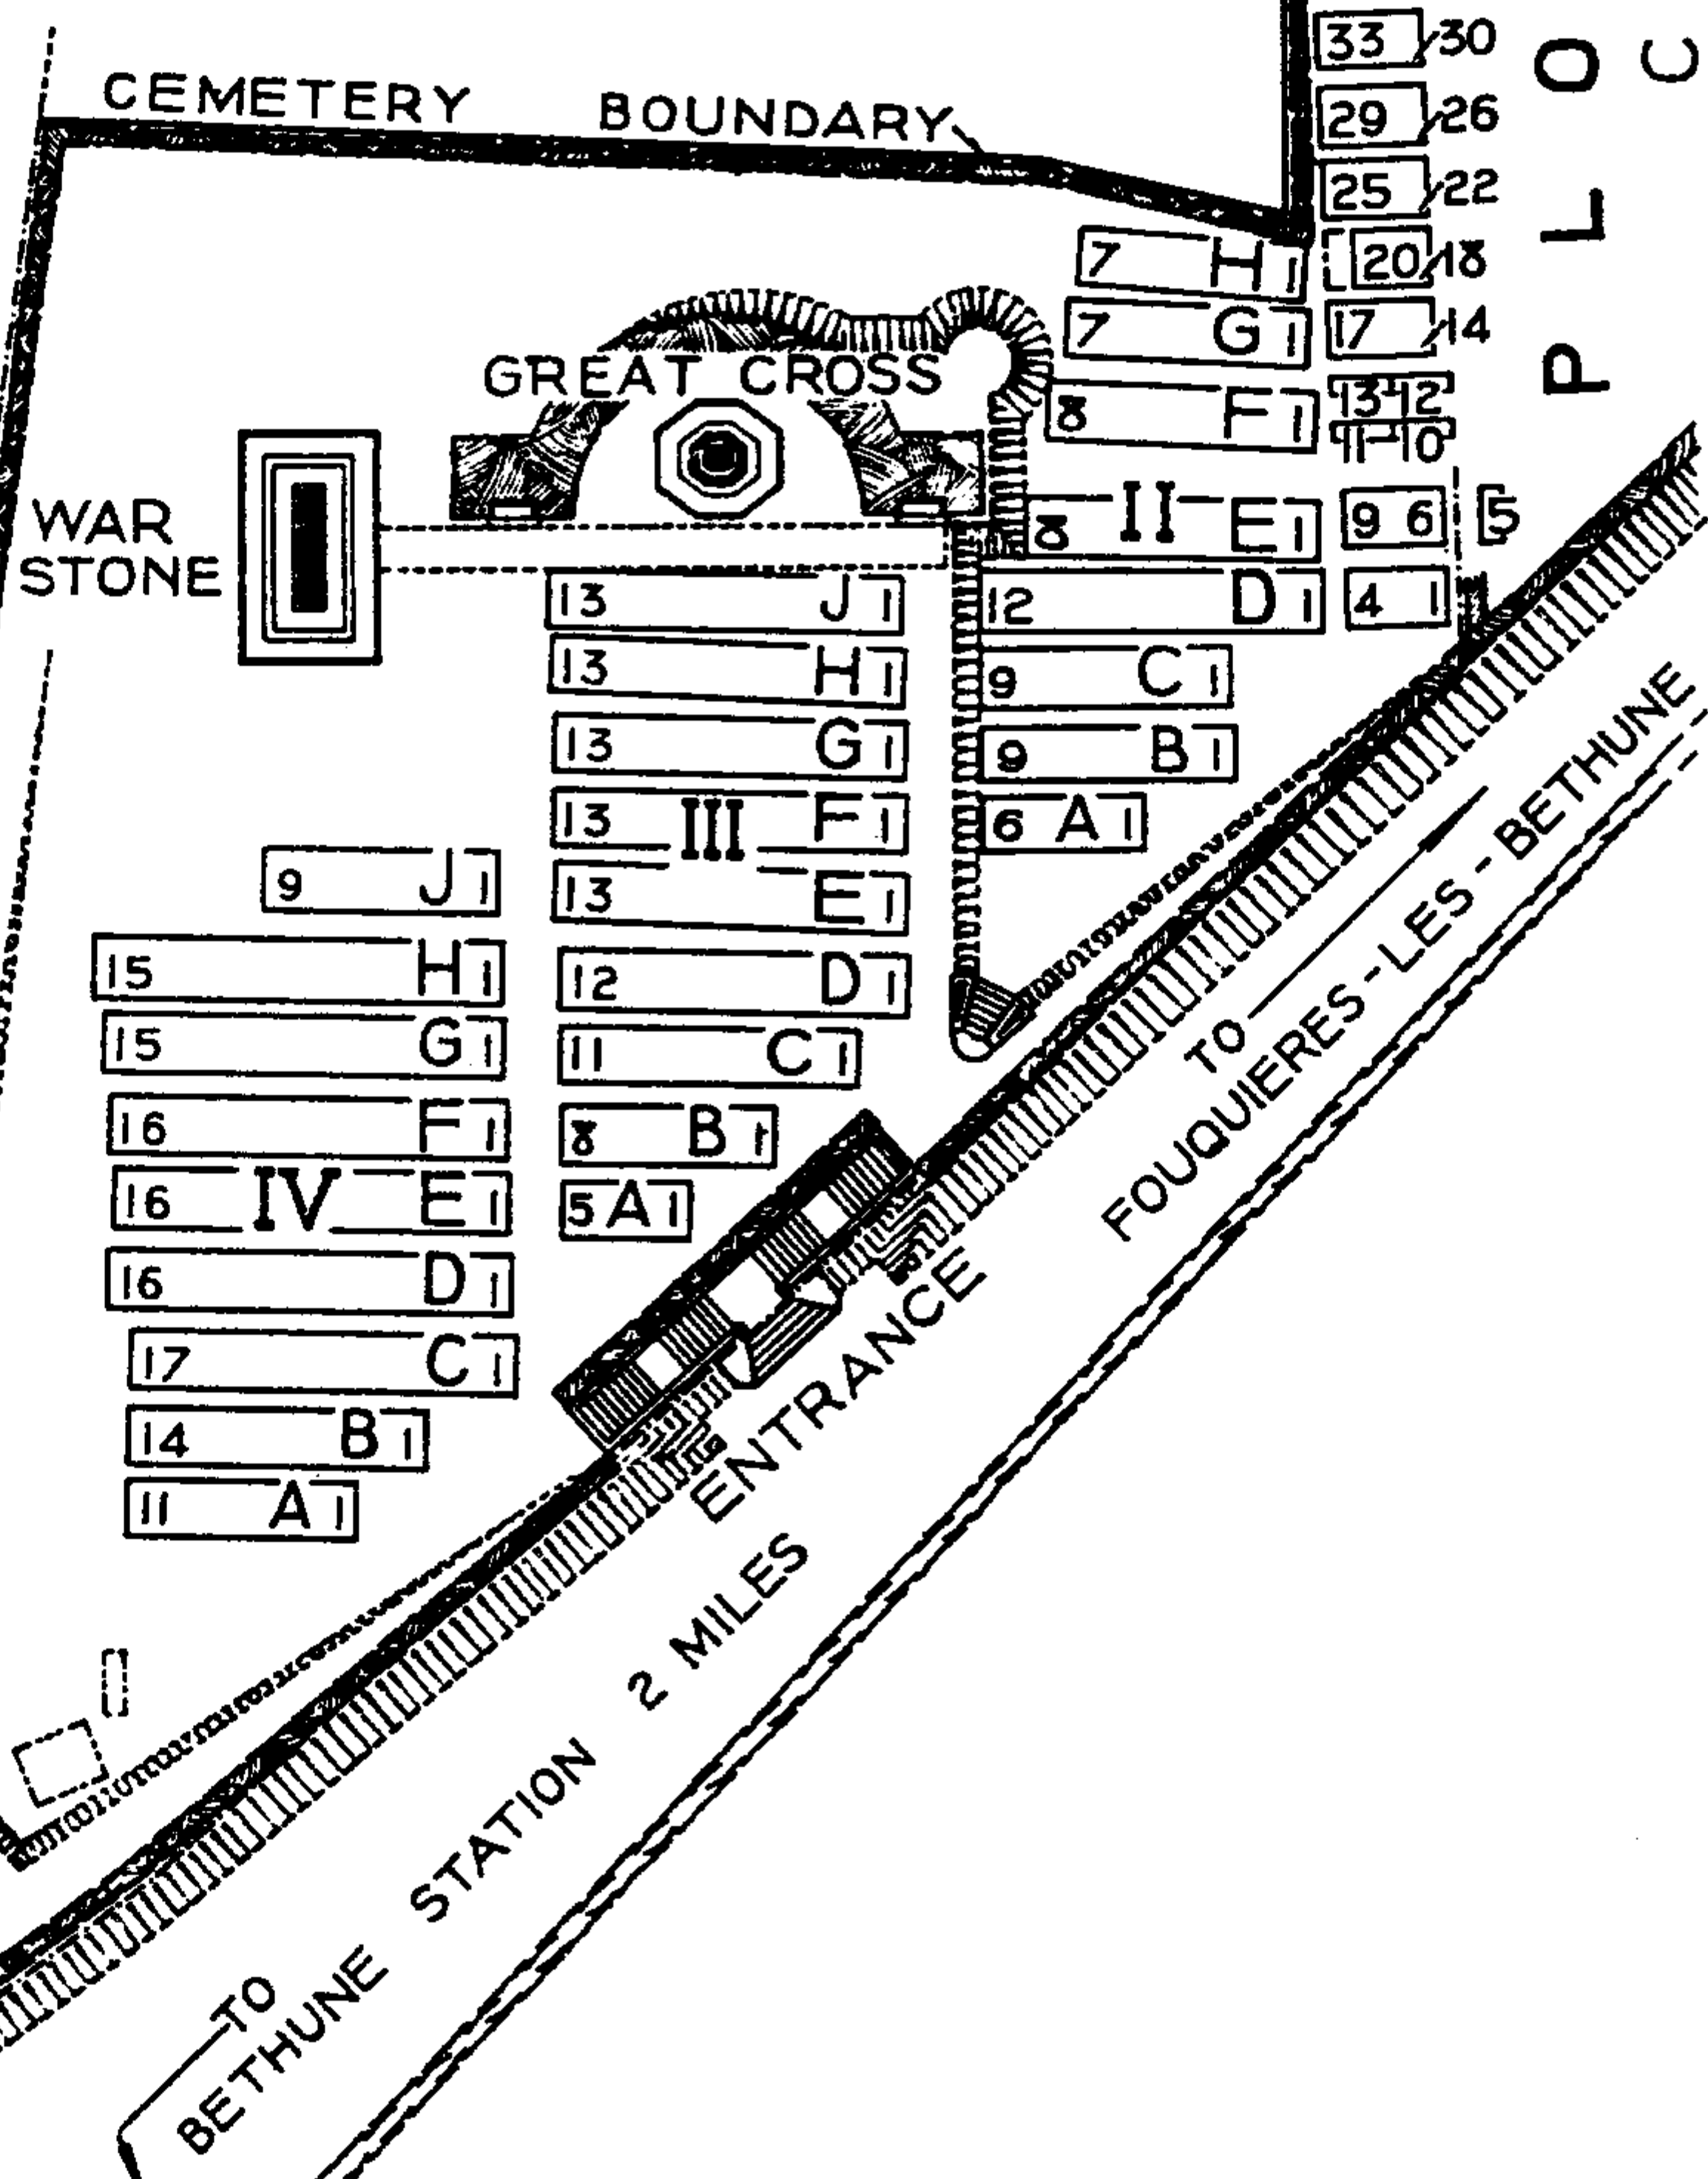 33 30
CEMETERY BOUNDARY
29 26
25 22
7 H 1
20 18
7 G 1
17 14
GREAT CROSS
8 F 1
13 12
11 10
PLO
C
WAR
STONE
8 II E 1
9 6
5
13 J 1
12 D 1
4 1
13 H 1
9 C 1
13 G 1
9 B 1
13 III F 1
6 A 1
9 J 1
13 E 1
15 H 1
12 D 1
15 G 1
11 C 1
16 F 1
8 B 1
16 IV E 1
5 A 1
16 D 1
17 C 1
14 B 1
11 A 1
ENTRANCE
TO
FOUQUIERES-LES-BETHUNE
TO
BETHUNE STATION 2 MILES